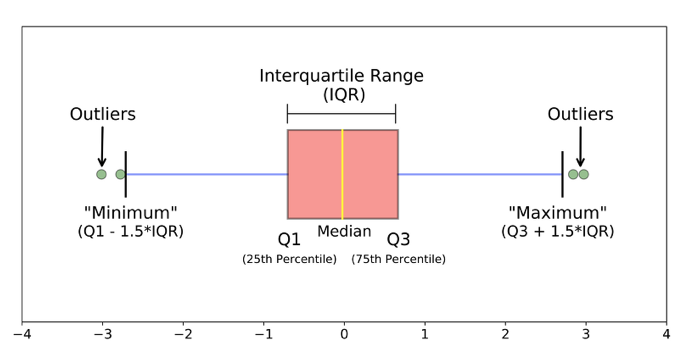 Interquartile Range
(IQR)
Outliers
Outliers
"Minimum"
(Q1 - 1.5*IQR)
"Maximum"
(Q3 + 1.5*IQR)
Median
Q1
Q3
(25th Percentile)
(75th Percentile)
−4
−3
−2
−1
0
1
2
3
4